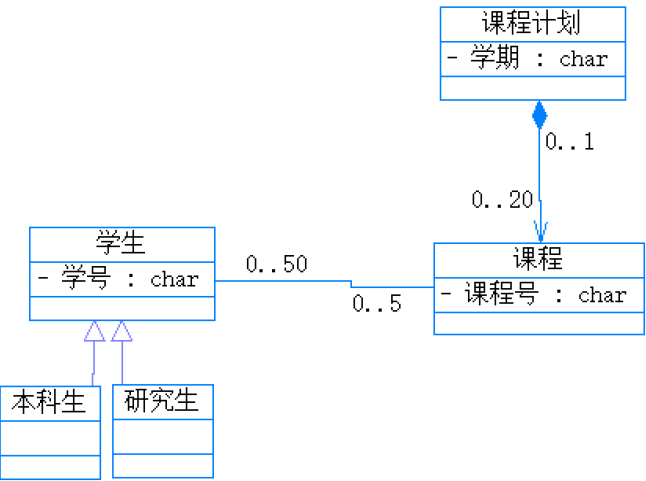 课程计划
- 学期 : char
0..1
0..20
学生
- 学号 : char
0..50
0..5
课程
- 课程号 : char
本科生
研究生